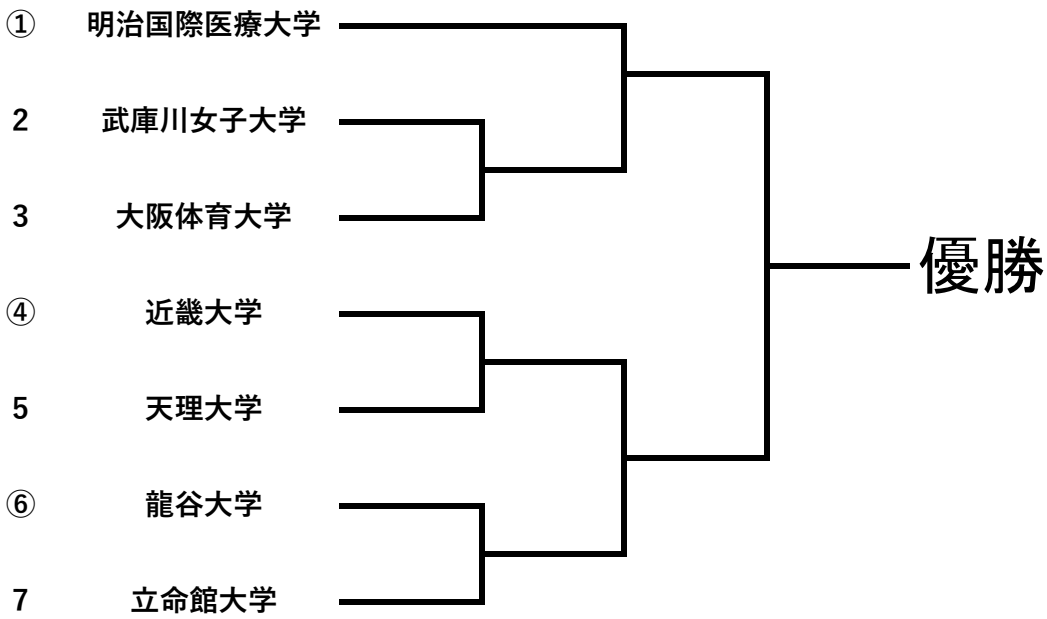 ① 明治国際医療大学
2 武庫川女子大学
3 大阪体育大学
優勝
④ 近畿大学
5 天理大学
⑥ 龍谷大学
7 立命館大学